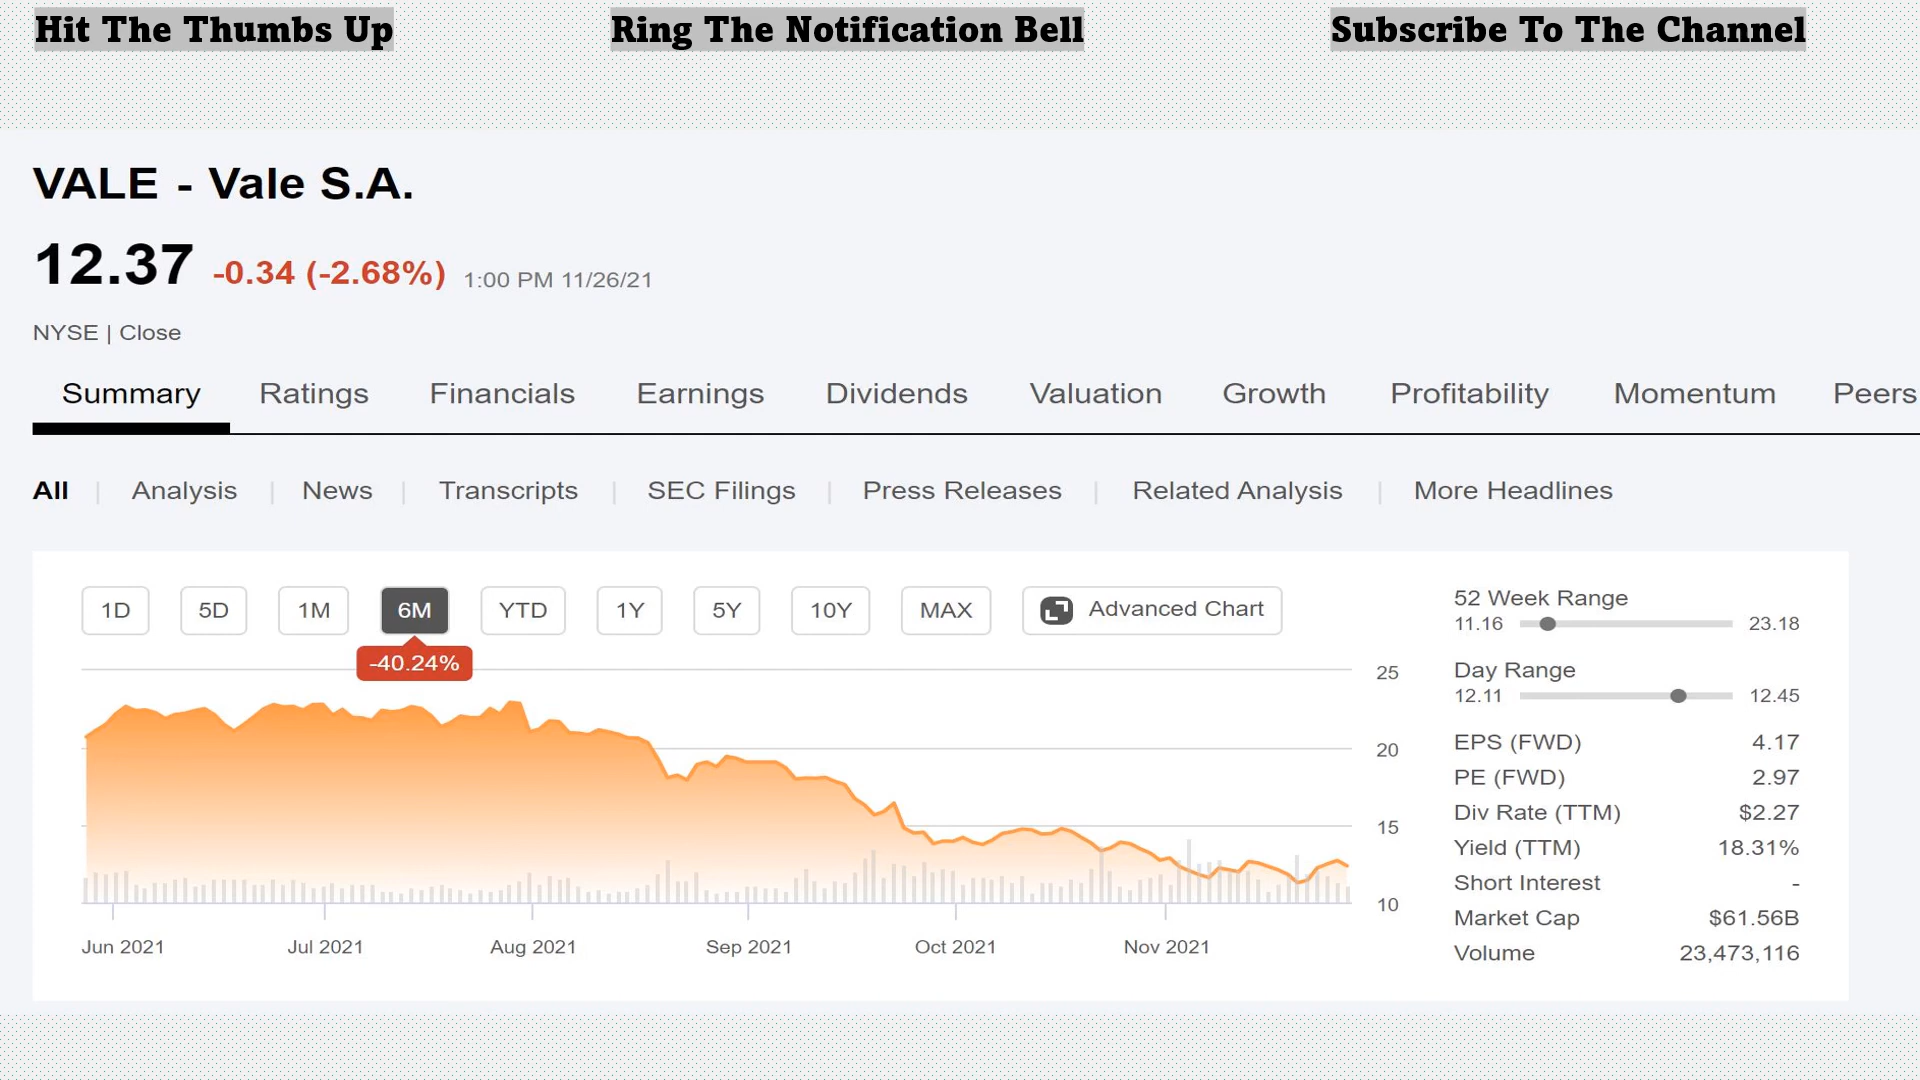 Hit The Thumbs Up Ring The Notification Bell Subscribe To The Channel
VALE - Vale S.A.
12.37 -0.34 (-2.68%) 1:00 PM 11/26/21
NYSE | Close
Summary Ratings Financials Earnings Dividends Valuation Growth Profitability Momentum Peers
All | Analysis | News | Transcripts | SEC Filings | Press Releases | Related Analysis | More Headlines
1D 5D 1M 6M YTD 1Y 5Y 10Y MAX Advanced Chart
-40.24%
25
20
15
10
Jun 2021 Jul 2021 Aug 2021 Sep 2021 Oct 2021 Nov 2021
52 Week Range
11.16 23.18
Day Range
12.11 12.45
EPS (FWD) 4.17
PE (FWD) 2.97
Div Rate (TTM) $2.27
Yield (TTM) 18.31%
Short Interest -
Market Cap $61.56B
Volume 23,473,116